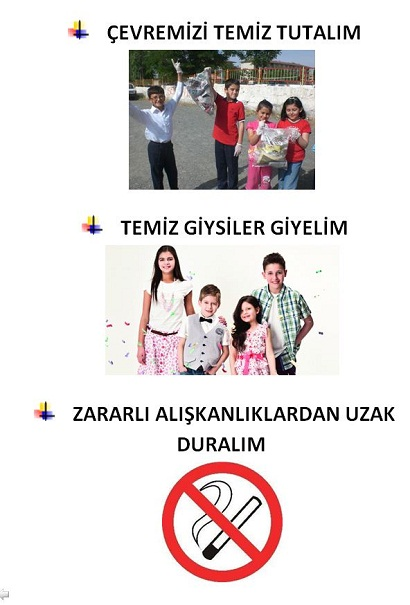 ÇEVREMİZİ TEMİZ TUTALIM
TEMİZ GİYSİLER GİYELİM
ZARARLI ALIŞKANLIKLARDAN UZAK
DURALIM